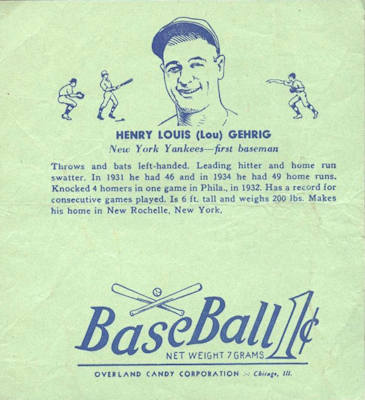 HENRY LOUIS (Lou) GEHRIG
New York Yankees—first baseman
Throws and bats left-handed. Leading hitter and home run
swatter. In 1931 he had 46 and in 1934 he had 49 home runs.
Knocked 4 homers in one game in Phila., in 1932. Has a record for
consecutive games played. Is 6 ft. tall and weighs 200 lbs. Makes
his home in New Rochelle, New York.
BaseBall 1¢
NET WEIGHT 7 GRAMS
OVERLAND CANDY CORPORATION -:- Chicago, Ill.